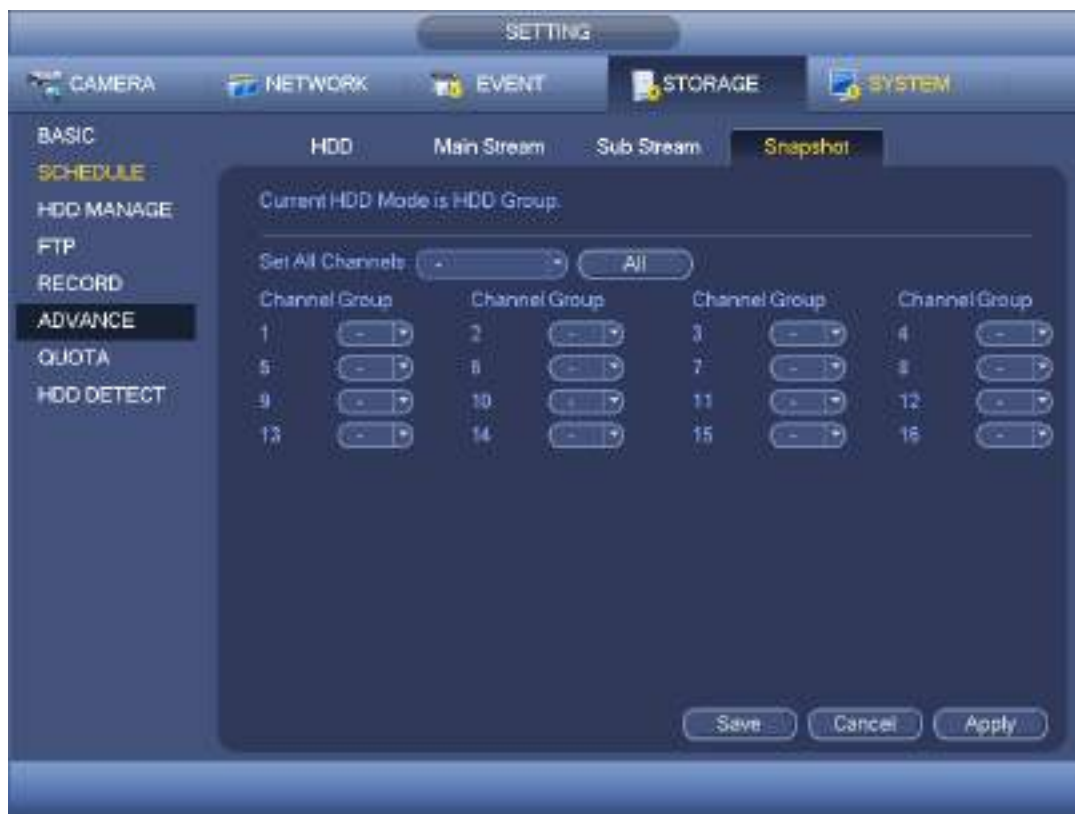 SETTING
CAMERA NETWORK EVENT STORAGE SYSTEM
BASIC
SCHEDULE
HDD MANAGE
FTP
RECORD
ADVANCE
QUOTA
HDD DETECT
HDD Main Stream Sub Stream Snapshot
Current HDD Mode is HDD Group.
Set All Channels - All
Channel Group Channel Group Channel Group Channel Group
1 - 2 - 3 - 4 -
5 - 6 - 7 - 8 -
9 - 10 - 11 - 12 -
13 - 14 - 15 - 16 -
Save Cancel Apply